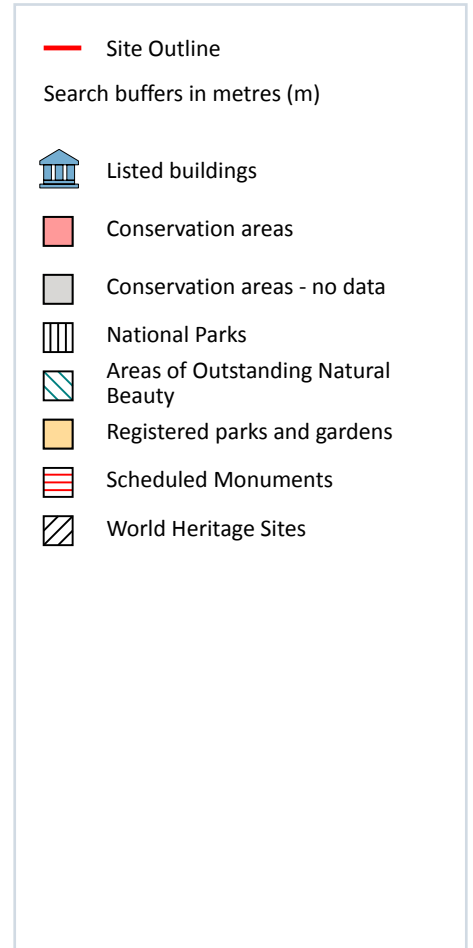 Site Outline
Search buffers in metres (m)
Listed buildings
Conservation areas
Conservation areas - no data
National Parks
Areas of Outstanding Natural
Beauty
Registered parks and gardens
Scheduled Monuments
World Heritage Sites